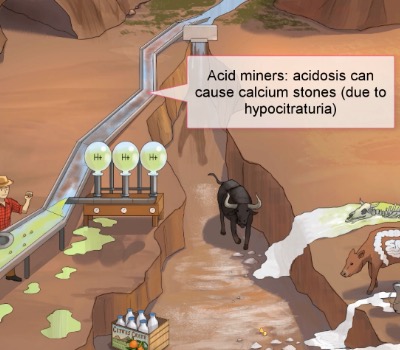 Acid miners: acidosis can
cause calcium stones (due to
hypocitraturia)
H+ H+ H+